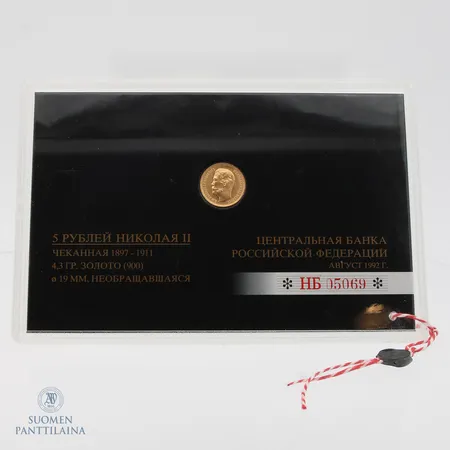 5 РУБЛЕЙ НИКОЛАЯ II
ЧЕКАННАЯ 1897 - 1911
4,3 ГР. ЗОЛОТО (900)
ø 19 ММ. НЕОБРАЩАВШАЯСЯ
ЦЕНТРАЛЬНАЯ БАНКА
РОССИЙСКОЙ ФЕДЕРАЦИИ
АВГУСТ 1992 Г.
* НБ 05069 *
SUOMEN
PANTTILAINA